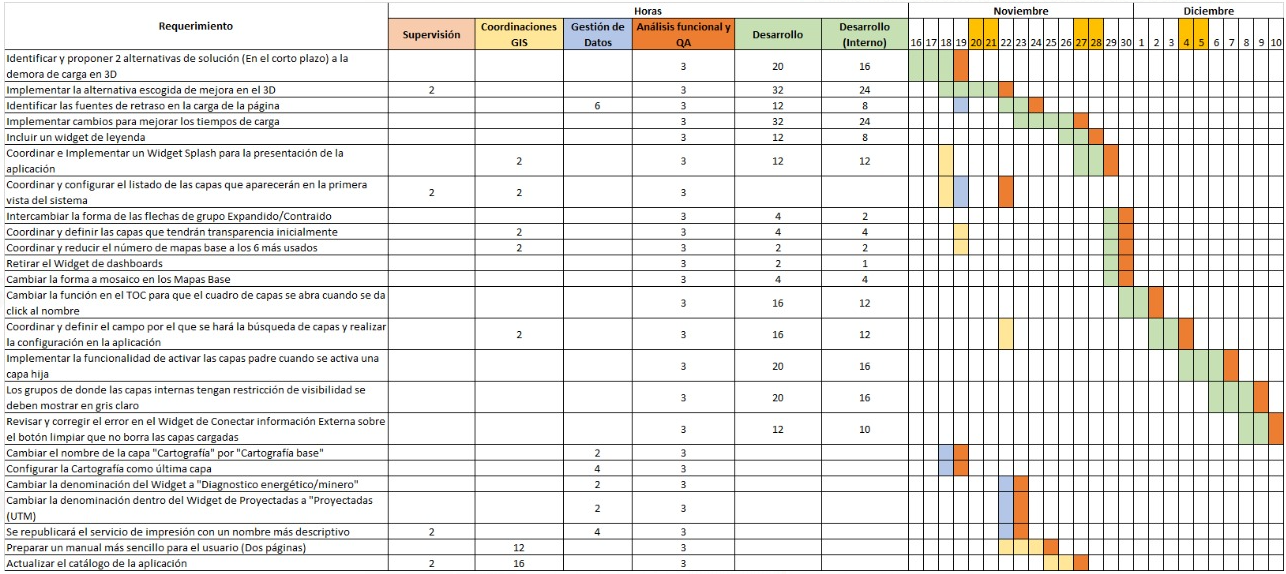 Requerimiento Horas Noviembre Diciembre
Supervisión Coordinaciones GIS Gestión de Datos Análisis funcional y QA Desarrollo Desarrollo (Interno) 16 17 18 19 20 21 22 23 24 25 26 27 28 29 30 1 2 3 4 5 6 7 8 9 10
Identificar y proponer 2 alternativas de solución (En el corto plazo) a la
demora de carga en 3D 3 20 16
Implementar la alternativa escogida de mejora en el 3D 2 3 32 24
Identificar las fuentes de retraso en la carga de la página 6 3 12 8
Implementar cambios para mejorar los tiempos de carga 3 32 24
Incluir un widget de leyenda 3 12 8
Coordinar e Implementar un Widget Splash para la presentación de la
aplicación 2 3 12 12
Coordinar y configurar el listado de las capas que aparecerán en la primera
vista del sistema 2 2 3
Intercambiar la forma de las flechas de grupo Expandido/Contraido 3 4 2
Coordinar y definir las capas que tendrán transparencia inicialmente 2 3 4 4
Coordinar y reducir el número de mapas base a los 6 más usados 2 3 2 2
Retirar el Widget de dashboards 3 2 1
Cambiar la forma a mosaico en los Mapas Base 3 4 4
Cambiar la función en el TOC para que el cuadro de capas se abra cuando se da
click al nombre 3 16 12
Coordinar y definir el campo por el que se hará la búsqueda de capas y realizar
la configuración en la aplicación 2 3 16 12
Implementar la funcionalidad de activar las capas padre cuando se activa una
capa hija 3 20 16
Los grupos de donde las capas internas tengan restricción de visibilidad se
deben mostrar en gris claro 3 20 16
Revisar y corregir el error en el Widget de Conectar información Externa sobre
el botón limpiar que no borra las capas cargadas 3 12 10
Cambiar el nombre de la capa "Cartografía" por "Cartografía base" 2 3
Configurar la Cartografía como última capa 4 3
Cambiar la denominación del Widget a "Diagnostico energético/minero" 2 3
Cambiar la denominación dentro del Widget de Proyectadas a "Proyectadas
(UTM) 2 3
Se republicará el servicio de impresión con un nombre más descriptivo 2 4 3
Preparar un manual más sencillo para el usuario (Dos páginas) 12 3
Actualizar el catálogo de la aplicación 2 16 3